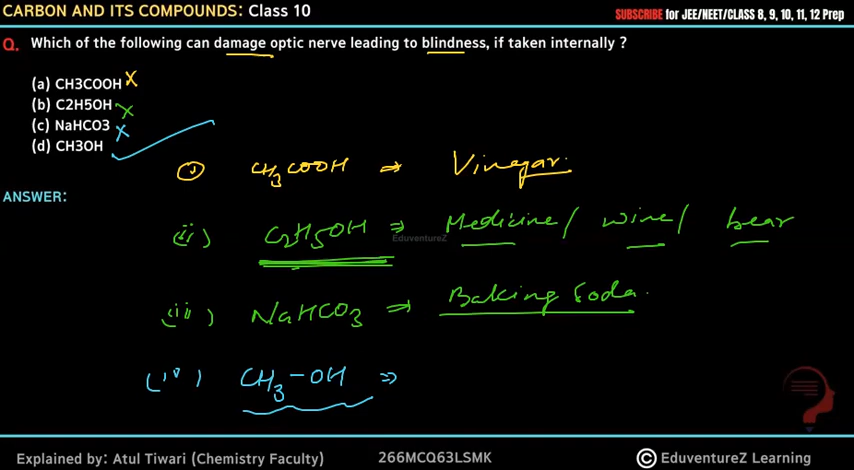 CARBON AND ITS COMPOUNDS: Class 10
SUBSCRIBE for JEE/NEET/CLASS 8, 9, 10, 11, 12 Prep
Q. Which of the following can damage optic nerve leading to blindness, if taken internally ?
(a) CH3COOH X
(b) C2H5OH X
(c) NaHCO3 X
(d) CH3OH
(i) CH3COOH → Vinegar.
ANSWER:
(ii) C2H5OH ⇒ Medicine/ wine/ bear
EduventureZ
(iii) NaHCO3 → Baking Soda.
(iv) CH3-OH ⇒
Explained by: Atul Tiwari (Chemistry Faculty)
266MCQ63LSMK
© EduventureZ Learning